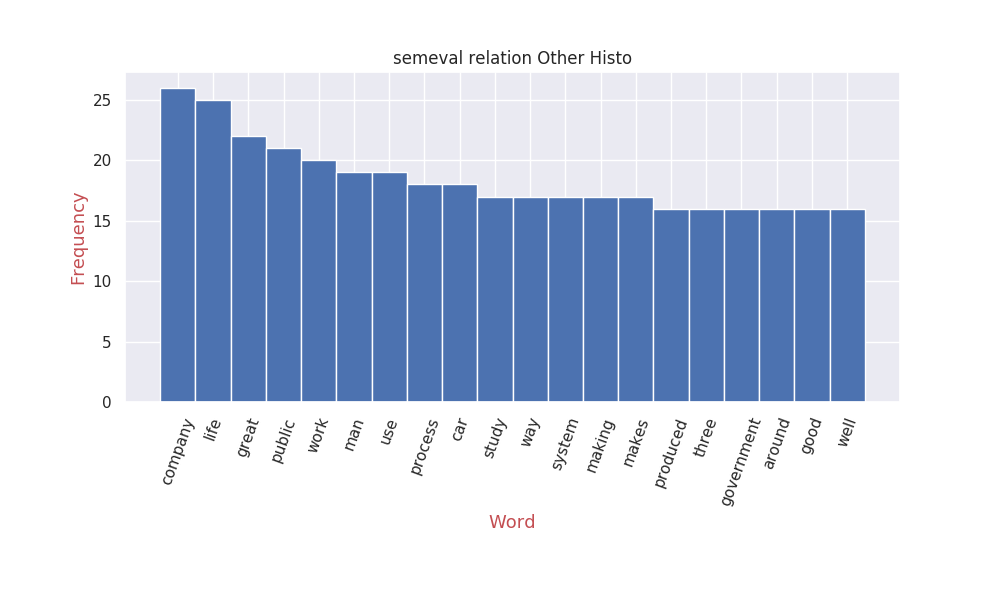 semeval relation Other Histo
Frequency
25
20
15
10
5
0
company life great public work man use process car study way system making makes produced three government around good well
Word